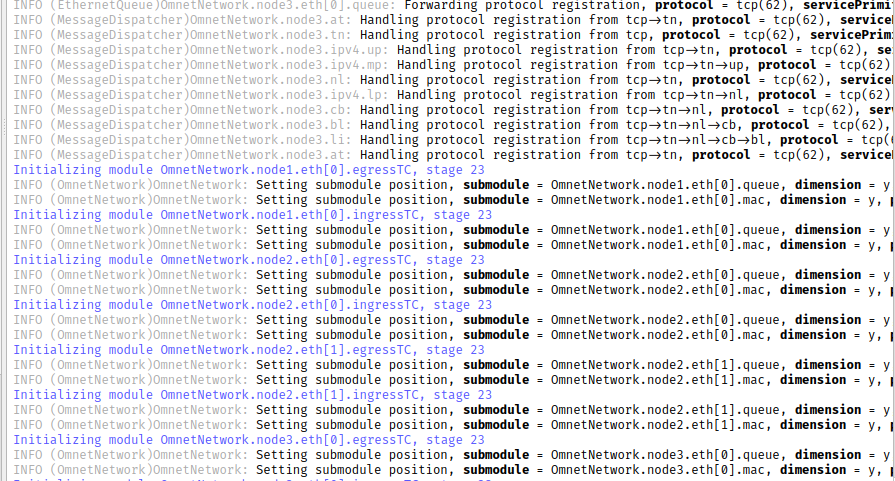 INFO (EthernetQueue)OmnetNetwork.node3.eth[0].queue: Forwarding protocol registration, protocol = tcp(62), servicePrimi
INFO (MessageDispatcher)OmnetNetwork.node3.at: Handling protocol registration from tcp→tn, protocol = tcp(62), service
INFO (MessageDispatcher)OmnetNetwork.node3.tn: Handling protocol registration from tcp, protocol = tcp(62), servicePrim
INFO (MessageDispatcher)OmnetNetwork.node3.ipv4.up: Handling protocol registration from tcp→tn, protocol = tcp(62), se
INFO (MessageDispatcher)OmnetNetwork.node3.ipv4.mp: Handling protocol registration from tcp→tn→up, protocol = tcp(62)
INFO (MessageDispatcher)OmnetNetwork.node3.nl: Handling protocol registration from tcp→tn, protocol = tcp(62), service
INFO (MessageDispatcher)OmnetNetwork.node3.ipv4.lp: Handling protocol registration from tcp→tn→nl, protocol = tcp(62)
INFO (MessageDispatcher)OmnetNetwork.node3.cb: Handling protocol registration from tcp→tn→nl, protocol = tcp(62), ser
INFO (MessageDispatcher)OmnetNetwork.node3.bl: Handling protocol registration from tcp→tn→nl→cb, protocol = tcp(62),
INFO (MessageDispatcher)OmnetNetwork.node3.li: Handling protocol registration from tcp→tn→nl→cb→bl, protocol = tcp(
INFO (MessageDispatcher)OmnetNetwork.node3.at: Handling protocol registration from tcp→tn, protocol = tcp(62), service
Initializing module OmnetNetwork.node1.eth[0].egressTC, stage 23
INFO (OmnetNetwork)OmnetNetwork: Setting submodule position, submodule = OmnetNetwork.node1.eth[0].queue, dimension = y
INFO (OmnetNetwork)OmnetNetwork: Setting submodule position, submodule = OmnetNetwork.node1.eth[0].mac, dimension = y,
Initializing module OmnetNetwork.node1.eth[0].ingressTC, stage 23
INFO (OmnetNetwork)OmnetNetwork: Setting submodule position, submodule = OmnetNetwork.node1.eth[0].queue, dimension = y
INFO (OmnetNetwork)OmnetNetwork: Setting submodule position, submodule = OmnetNetwork.node1.eth[0].mac, dimension = y,
Initializing module OmnetNetwork.node2.eth[0].egressTC, stage 23
INFO (OmnetNetwork)OmnetNetwork: Setting submodule position, submodule = OmnetNetwork.node2.eth[0].queue, dimension = y
INFO (OmnetNetwork)OmnetNetwork: Setting submodule position, submodule = OmnetNetwork.node2.eth[0].mac, dimension = y,
Initializing module OmnetNetwork.node2.eth[0].ingressTC, stage 23
INFO (OmnetNetwork)OmnetNetwork: Setting submodule position, submodule = OmnetNetwork.node2.eth[0].queue, dimension = y
INFO (OmnetNetwork)OmnetNetwork: Setting submodule position, submodule = OmnetNetwork.node2.eth[0].mac, dimension = y,
Initializing module OmnetNetwork.node2.eth[1].egressTC, stage 23
INFO (OmnetNetwork)OmnetNetwork: Setting submodule position, submodule = OmnetNetwork.node2.eth[1].queue, dimension = y
INFO (OmnetNetwork)OmnetNetwork: Setting submodule position, submodule = OmnetNetwork.node2.eth[1].mac, dimension = y,
Initializing module OmnetNetwork.node2.eth[1].ingressTC, stage 23
INFO (OmnetNetwork)OmnetNetwork: Setting submodule position, submodule = OmnetNetwork.node2.eth[1].queue, dimension = y
INFO (OmnetNetwork)OmnetNetwork: Setting submodule position, submodule = OmnetNetwork.node2.eth[1].mac, dimension = y,
Initializing module OmnetNetwork.node3.eth[0].egressTC, stage 23
INFO (OmnetNetwork)OmnetNetwork: Setting submodule position, submodule = OmnetNetwork.node3.eth[0].queue, dimension = y
INFO (OmnetNetwork)OmnetNetwork: Setting submodule position, submodule = OmnetNetwork.node3.eth[0].mac, dimension = y,